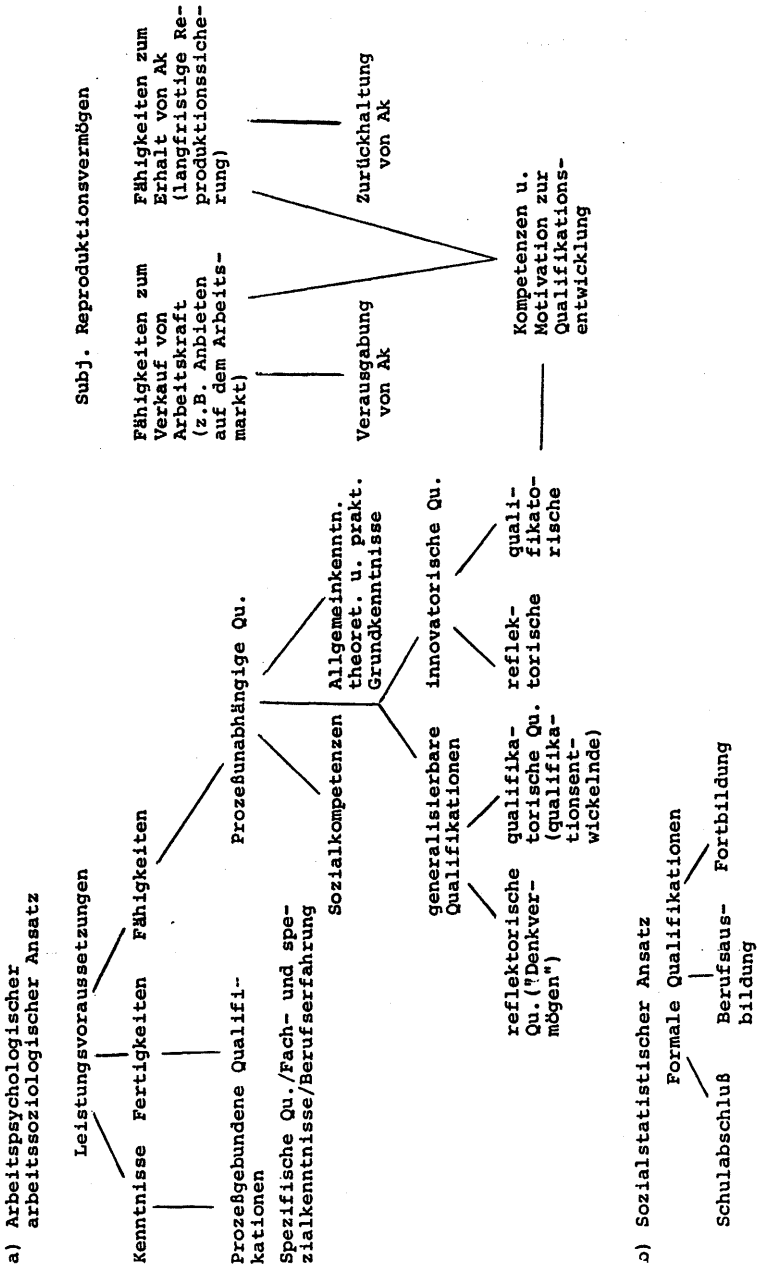 a) Arbeitspsychologischer
arbeitssoziologischer Ansatz
Leistungsvoraussetzungen
Kenntnisse Fertigkeiten Fähigkeiten
Prozeßgebundene Qualifi-
kationen
Spezifische Qu./Fach- und spe-
zialkenntnisse/Berufserfahrung
Prozeßunabhängige Qu.
Sozialkompetenzen
Allgemeinkenntn.
theoret. u. prakt.
Grundkenntnisse
generalisierbare
Qualifikationen
innovatorische Qu.
reflektorische
Qu.("Denkver-
mögen")
qualifika-
torische Qu.
(qualifika-
tionsent-
wickelnde)
reflek-
torische
quali-
fikato-
rische
Subj. Reproduktionsvermögen
Fähigkeiten zum
Verkauf von
Arbeitskraft
(z.B. Anbieten
auf dem Arbeits-
markt)
Fähigkeiten zum
Erhalt von Ak
(langfristige Re-
produktionssiche-
rung)
Verausgabung
von Ak
Zurückhaltung
von Ak
Kompetenzen u.
Motivation zur
Qualifikations-
entwicklung
b) Sozialstatistischer Ansatz
Formale Qualifikationen
Schulabschluß
Berufsaus-
bildung
Fortbildung